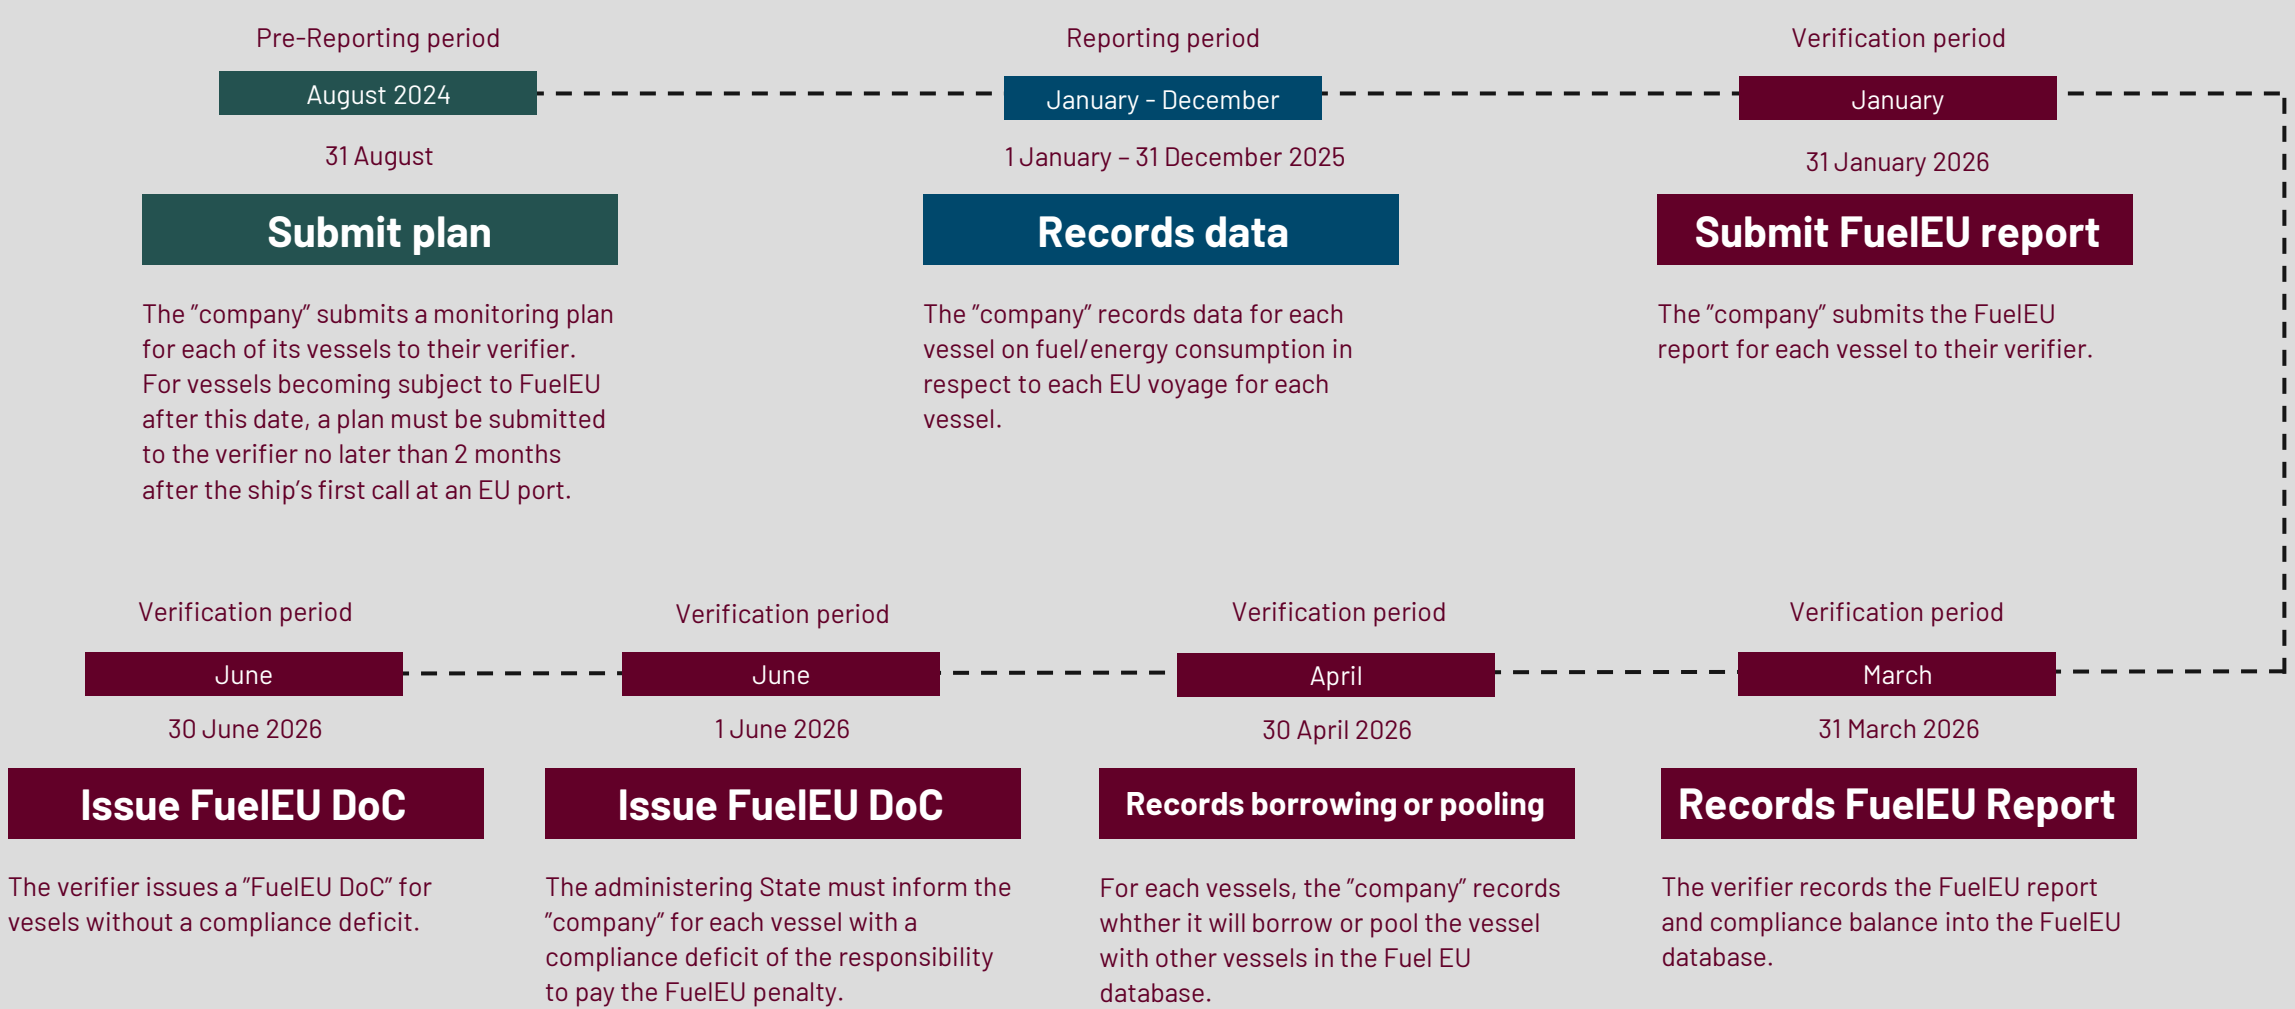 Pre-Reporting period
August 2024
31 August
Submit plan
The "company" submits a monitoring plan
for each of its vessels to their verifier.
For vessels becoming subject to FuelEU
after this date, a plan must be submitted
to the verifier no later than 2 months
after the ship's first call at an EU port.
Reporting period
January - December
1 January – 31 December 2025
Records data
The "company" records data for each
vessel on fuel/energy consumption in
respect to each EU voyage for each
vessel.
Verification period
January
31 January 2026
Submit FuelEU report
The "company" submits the FuelEU
report for each vessel to their verifier.
Verification period
March
31 March 2026
Records FuelEU Report
The verifier records the FuelEU report
and compliance balance into the FuelEU
database.
Verification period
April
30 April 2026
Records borrowing or pooling
For each vessels, the "company" records
whther it will borrow or pool the vessel
with other vessels in the Fuel EU
database.
Verification period
June
1 June 2026
Issue FuelEU DoC
The administering State must inform the
"company" for each vessel with a
compliance deficit of the responsibility
to pay the FuelEU penalty.
Verification period
June
30 June 2026
Issue FuelEU DoC
The verifier issues a "FuelEU DoC" for
vesels without a compliance deficit.